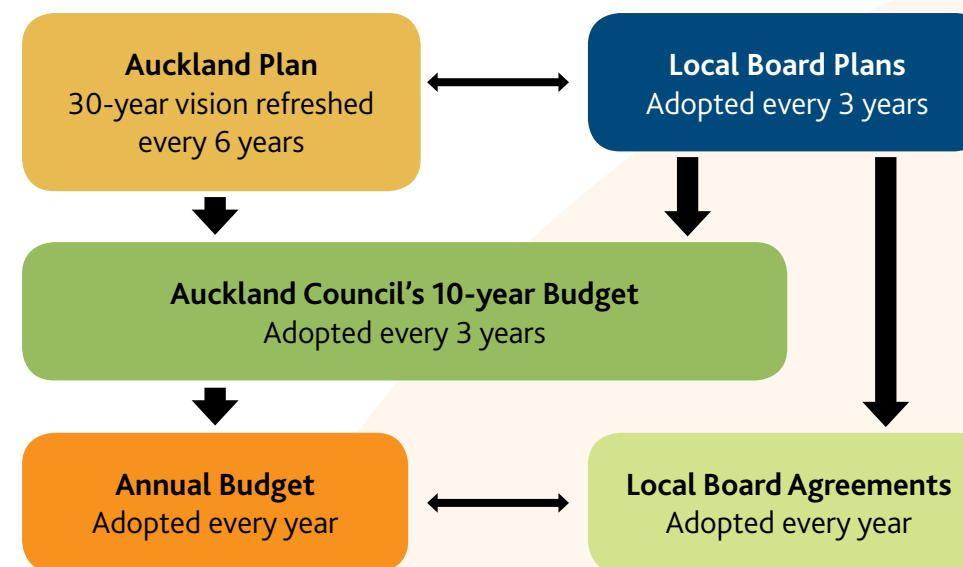 Auckland Plan
30-year vision refreshed
every 6 years
Local Board Plans
Adopted every 3 years
Auckland Council’s 10-year Budget
Adopted every 3 years
Annual Budget
Adopted every year
Local Board Agreements
Adopted every year